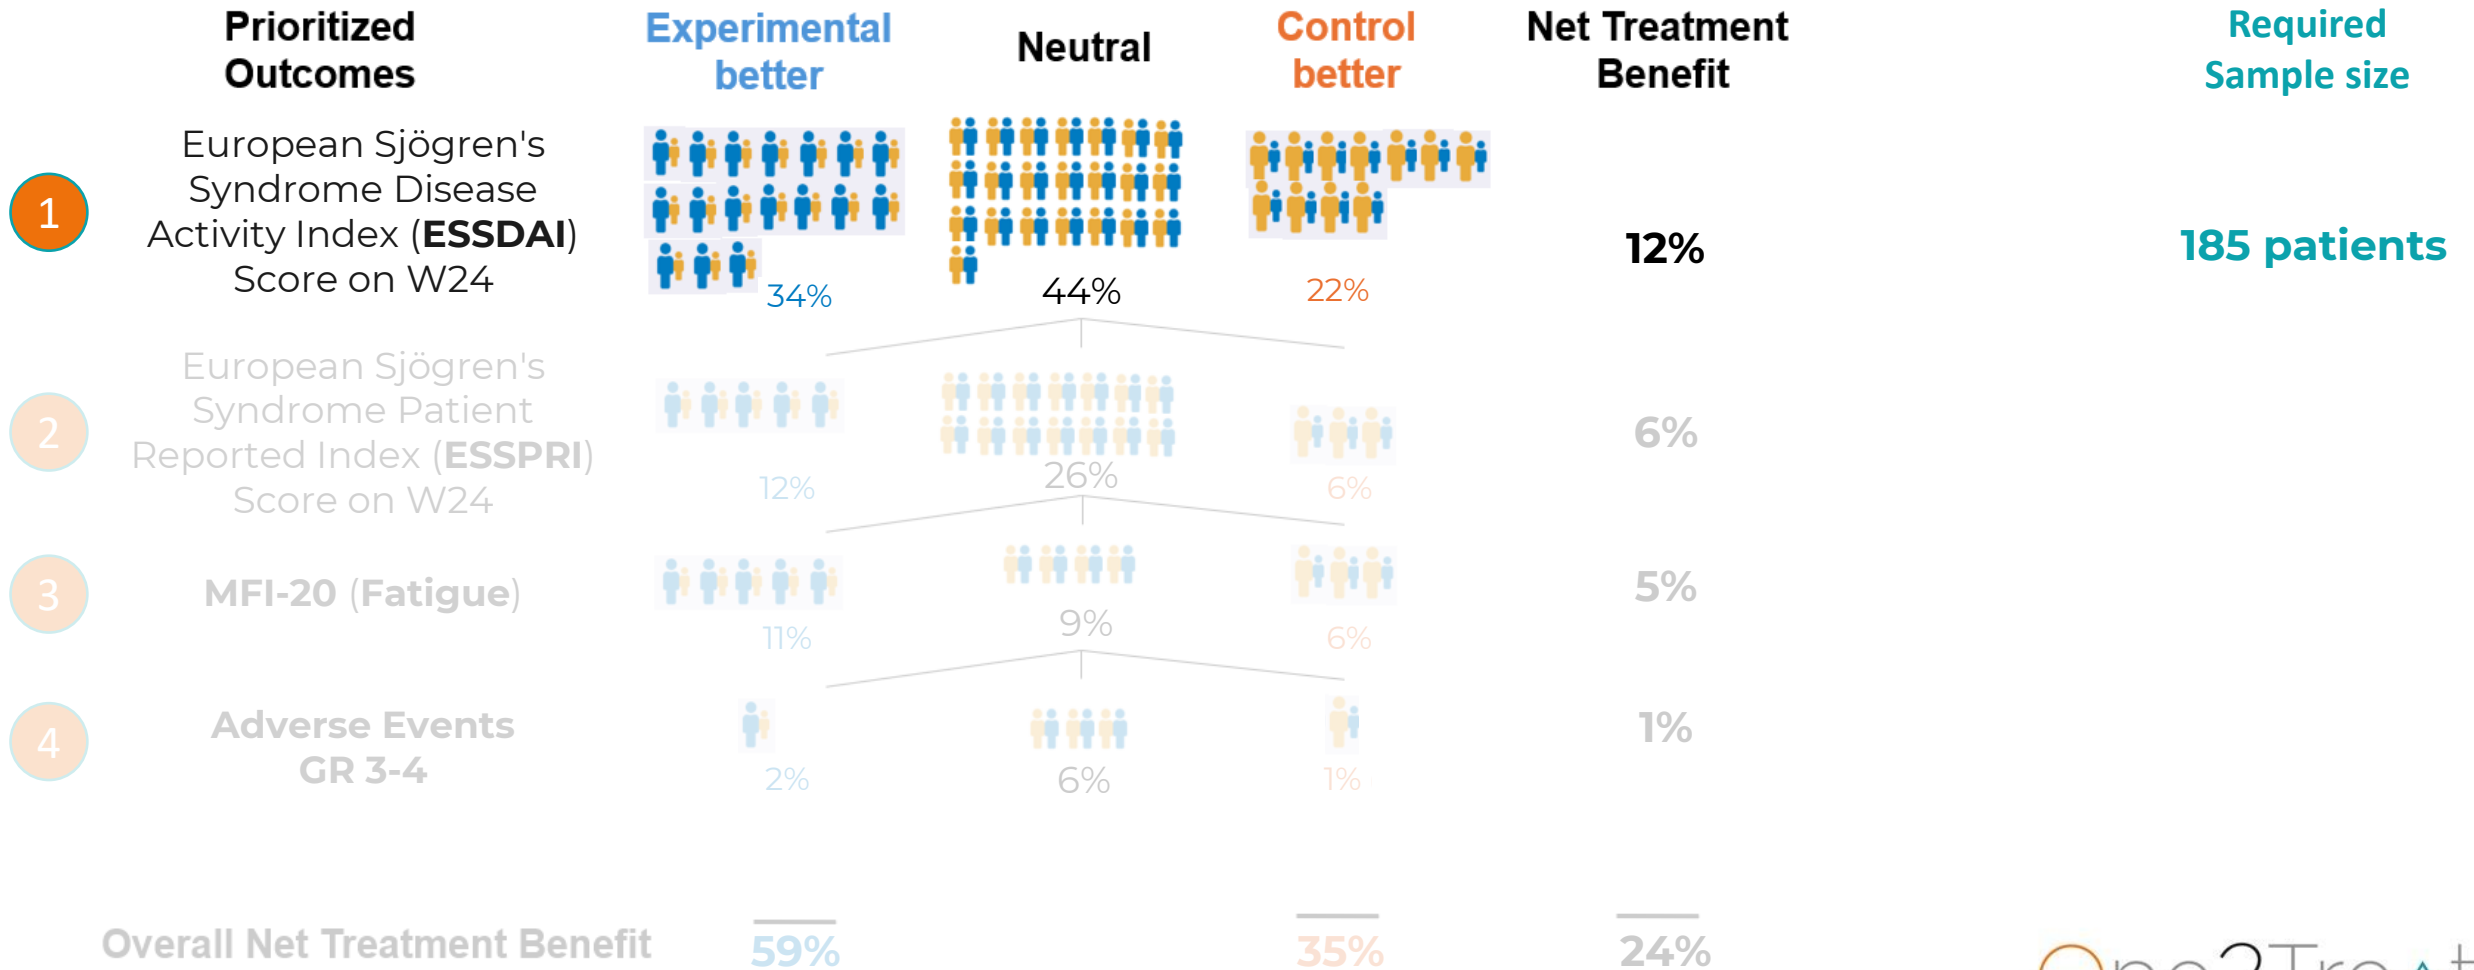 Prioritized
Outcomes
Experimental
better
Neutral
Control
better
Net Treatment
Benefit
Required
Sample size
1
European Sjögren's
Syndrome Disease
Activity Index (ESSDAI)
Score on W24
34%
44%
22%
12%
185 patients
2
European Sjögren's
Syndrome Patient
Reported Index (ESSPRI)
Score on W24
12%
26%
6%
6%
3
MFI-20 (Fatigue)
11%
9%
6%
5%
4
Adverse Events
GR 3-4
2%
6%
1%
1%
Overall Net Treatment Benefit
59%
35%
24%